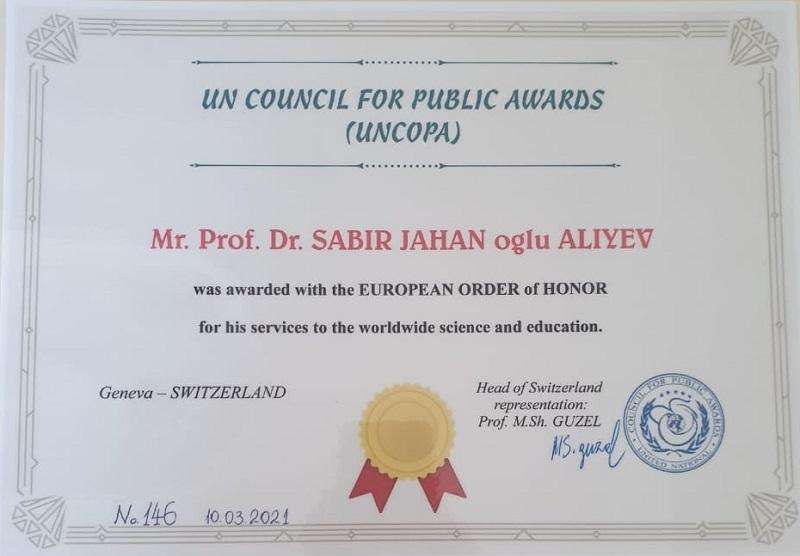 UN COUNCIL FOR PUBLIC AWARDS
(UNCOPA)
Mr. Prof. Dr. SABIR JAHAN oglu ALIYEV
was awarded with the EUROPEAN ORDER of HONOR
for his services to the worldwide science and education.
Geneva – SWITZERLAND
Head of Switzerland
representation:
Prof. M.Sh. GUZEL
MS. guzel
COUNCIL FOR PUBLIC AWARDS
UNITED NATIONAL
No. 146 10.03.2021